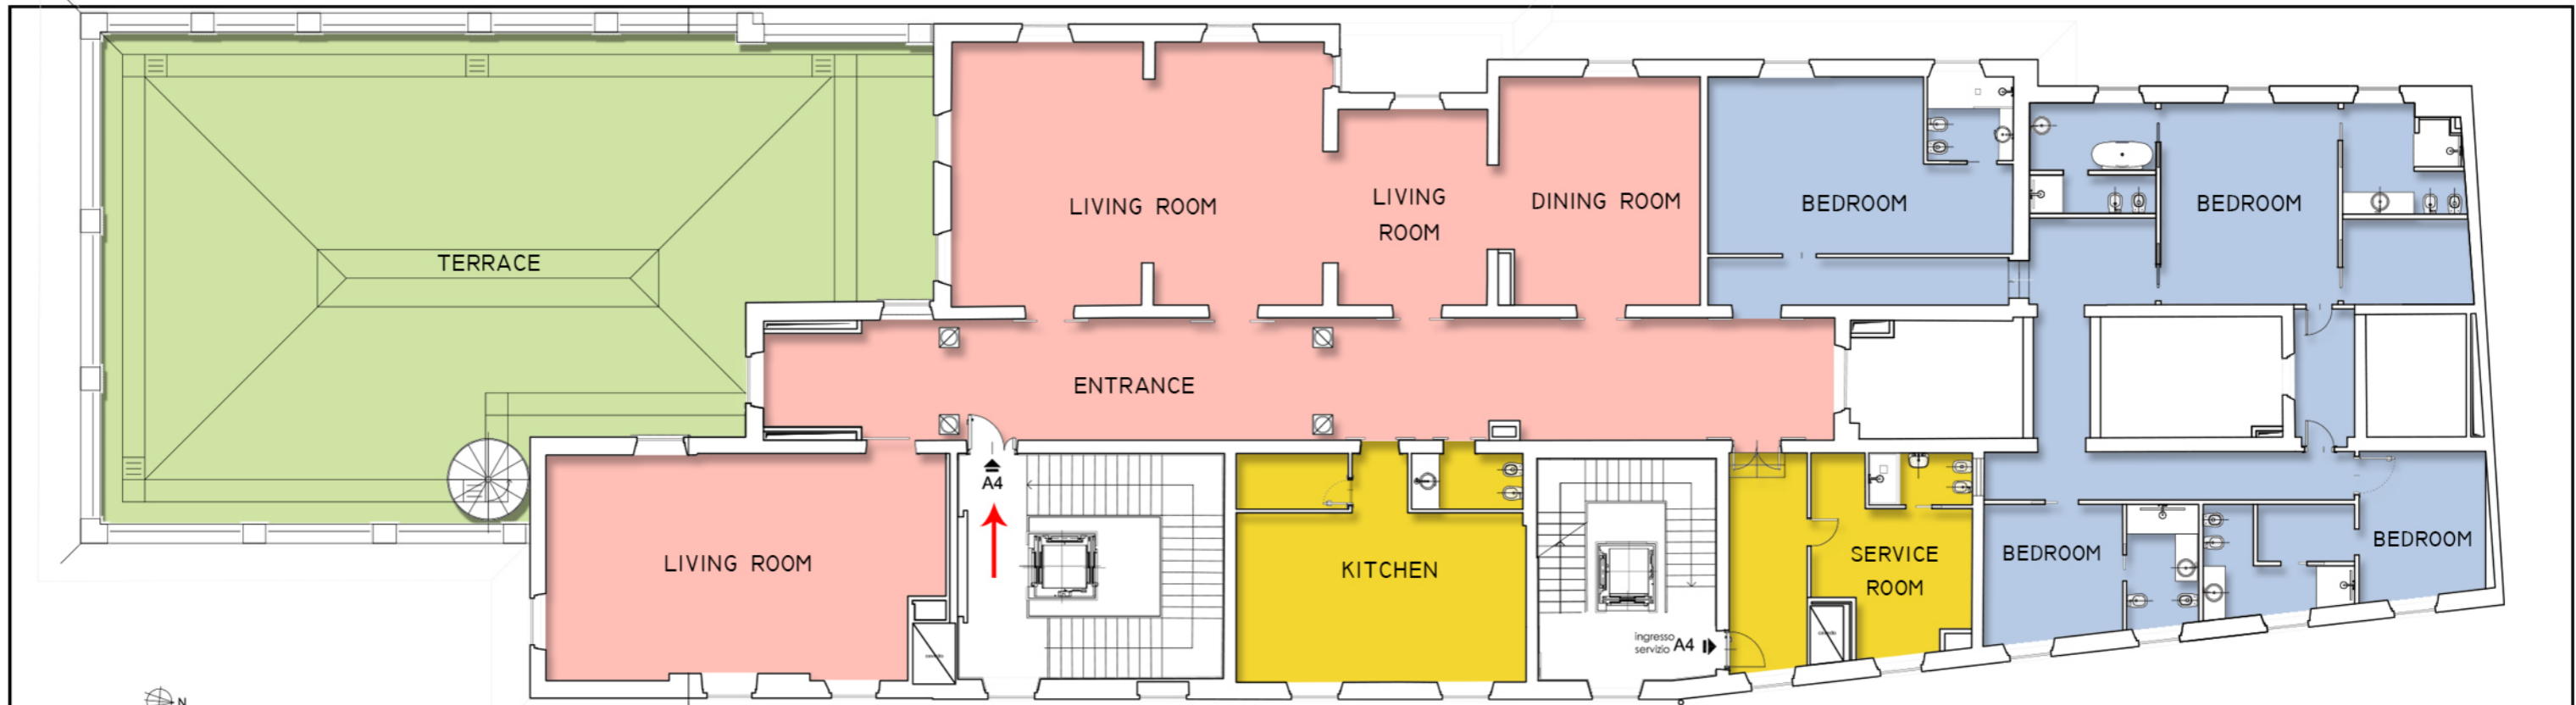 LIVING ROOM
LIVING
ROOM
DINING ROOM
BEDROOM
BEDROOM
TERRACE
ENTRANCE
A4
LIVING ROOM
KITCHEN
SERVICE
ROOM
BEDROOM
BEDROOM
ingresso
servizio A4
N